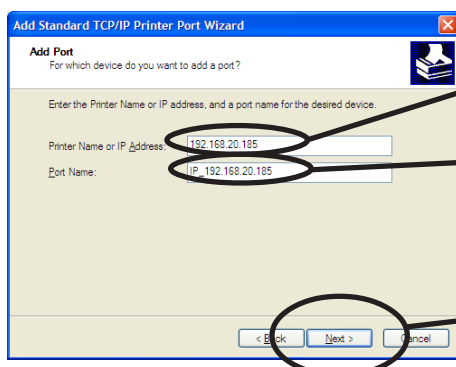 Add Standard TCP/IP Printer Port Wizard
Add Port
For which device do you want to add a port?
Enter the Printer Name or IP address, and a port name for the desired device.
Printer Name or IP Address: 192.168.20.185
Port Name: IP_192.168.20.185
< Back Next > Cancel